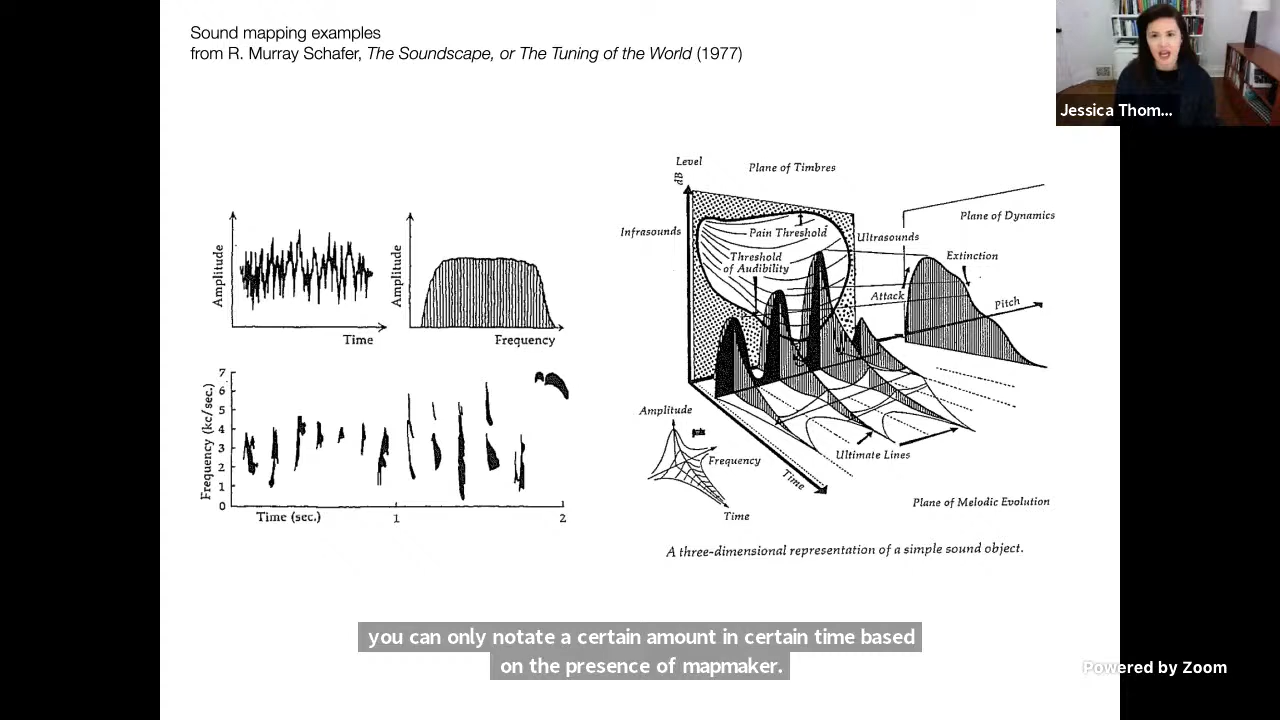 Sound mapping examples
from R. Murray Schafer, The Soundscape, or The Tuning of the World (1977)
Jessica Thom...
Amplitude
Time
Amplitude
Frequency
Frequency (kc/sec.)
7
6
5
4
3
2
1
0
Time (sec.)
1
2
Level
dB
Plane of Timbres
Infrasounds
Pain Threshold
Ultrasounds
Threshold
of Audibility
Plane of Dynamics
Extinction
Attack
Pitch
Amplitude
Frequency
Time
Time
Ultimate Lines
Plane of Melodic Evolution
A three-dimensional representation of a simple sound object.
you can only notate a certain amount in certain time based
on the presence of mapmaker.
Powered by Zoom